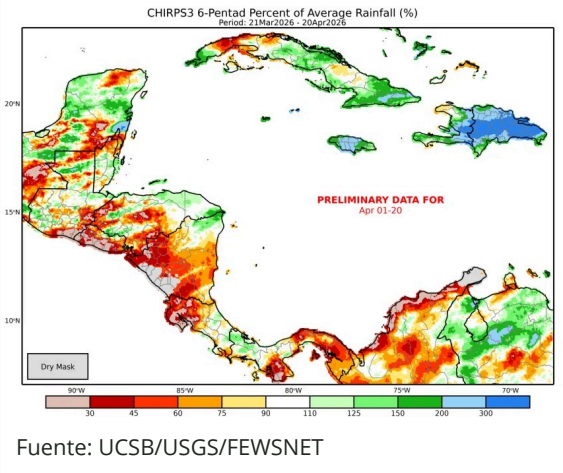 CHIRPS3 6-Pentad Percent of Average Rainfall (%)
Period: 21Mar2026 - 20Apr2026
20°N
15°N
10°N
PRELIMINARY DATA FOR
Apr 01-20
Dry Mask
90°W 85°W 80°W 75°W 70°W
30 45 60 75 90 110 125 150 200 300
Fuente: UCSB/USGS/FEWSNET